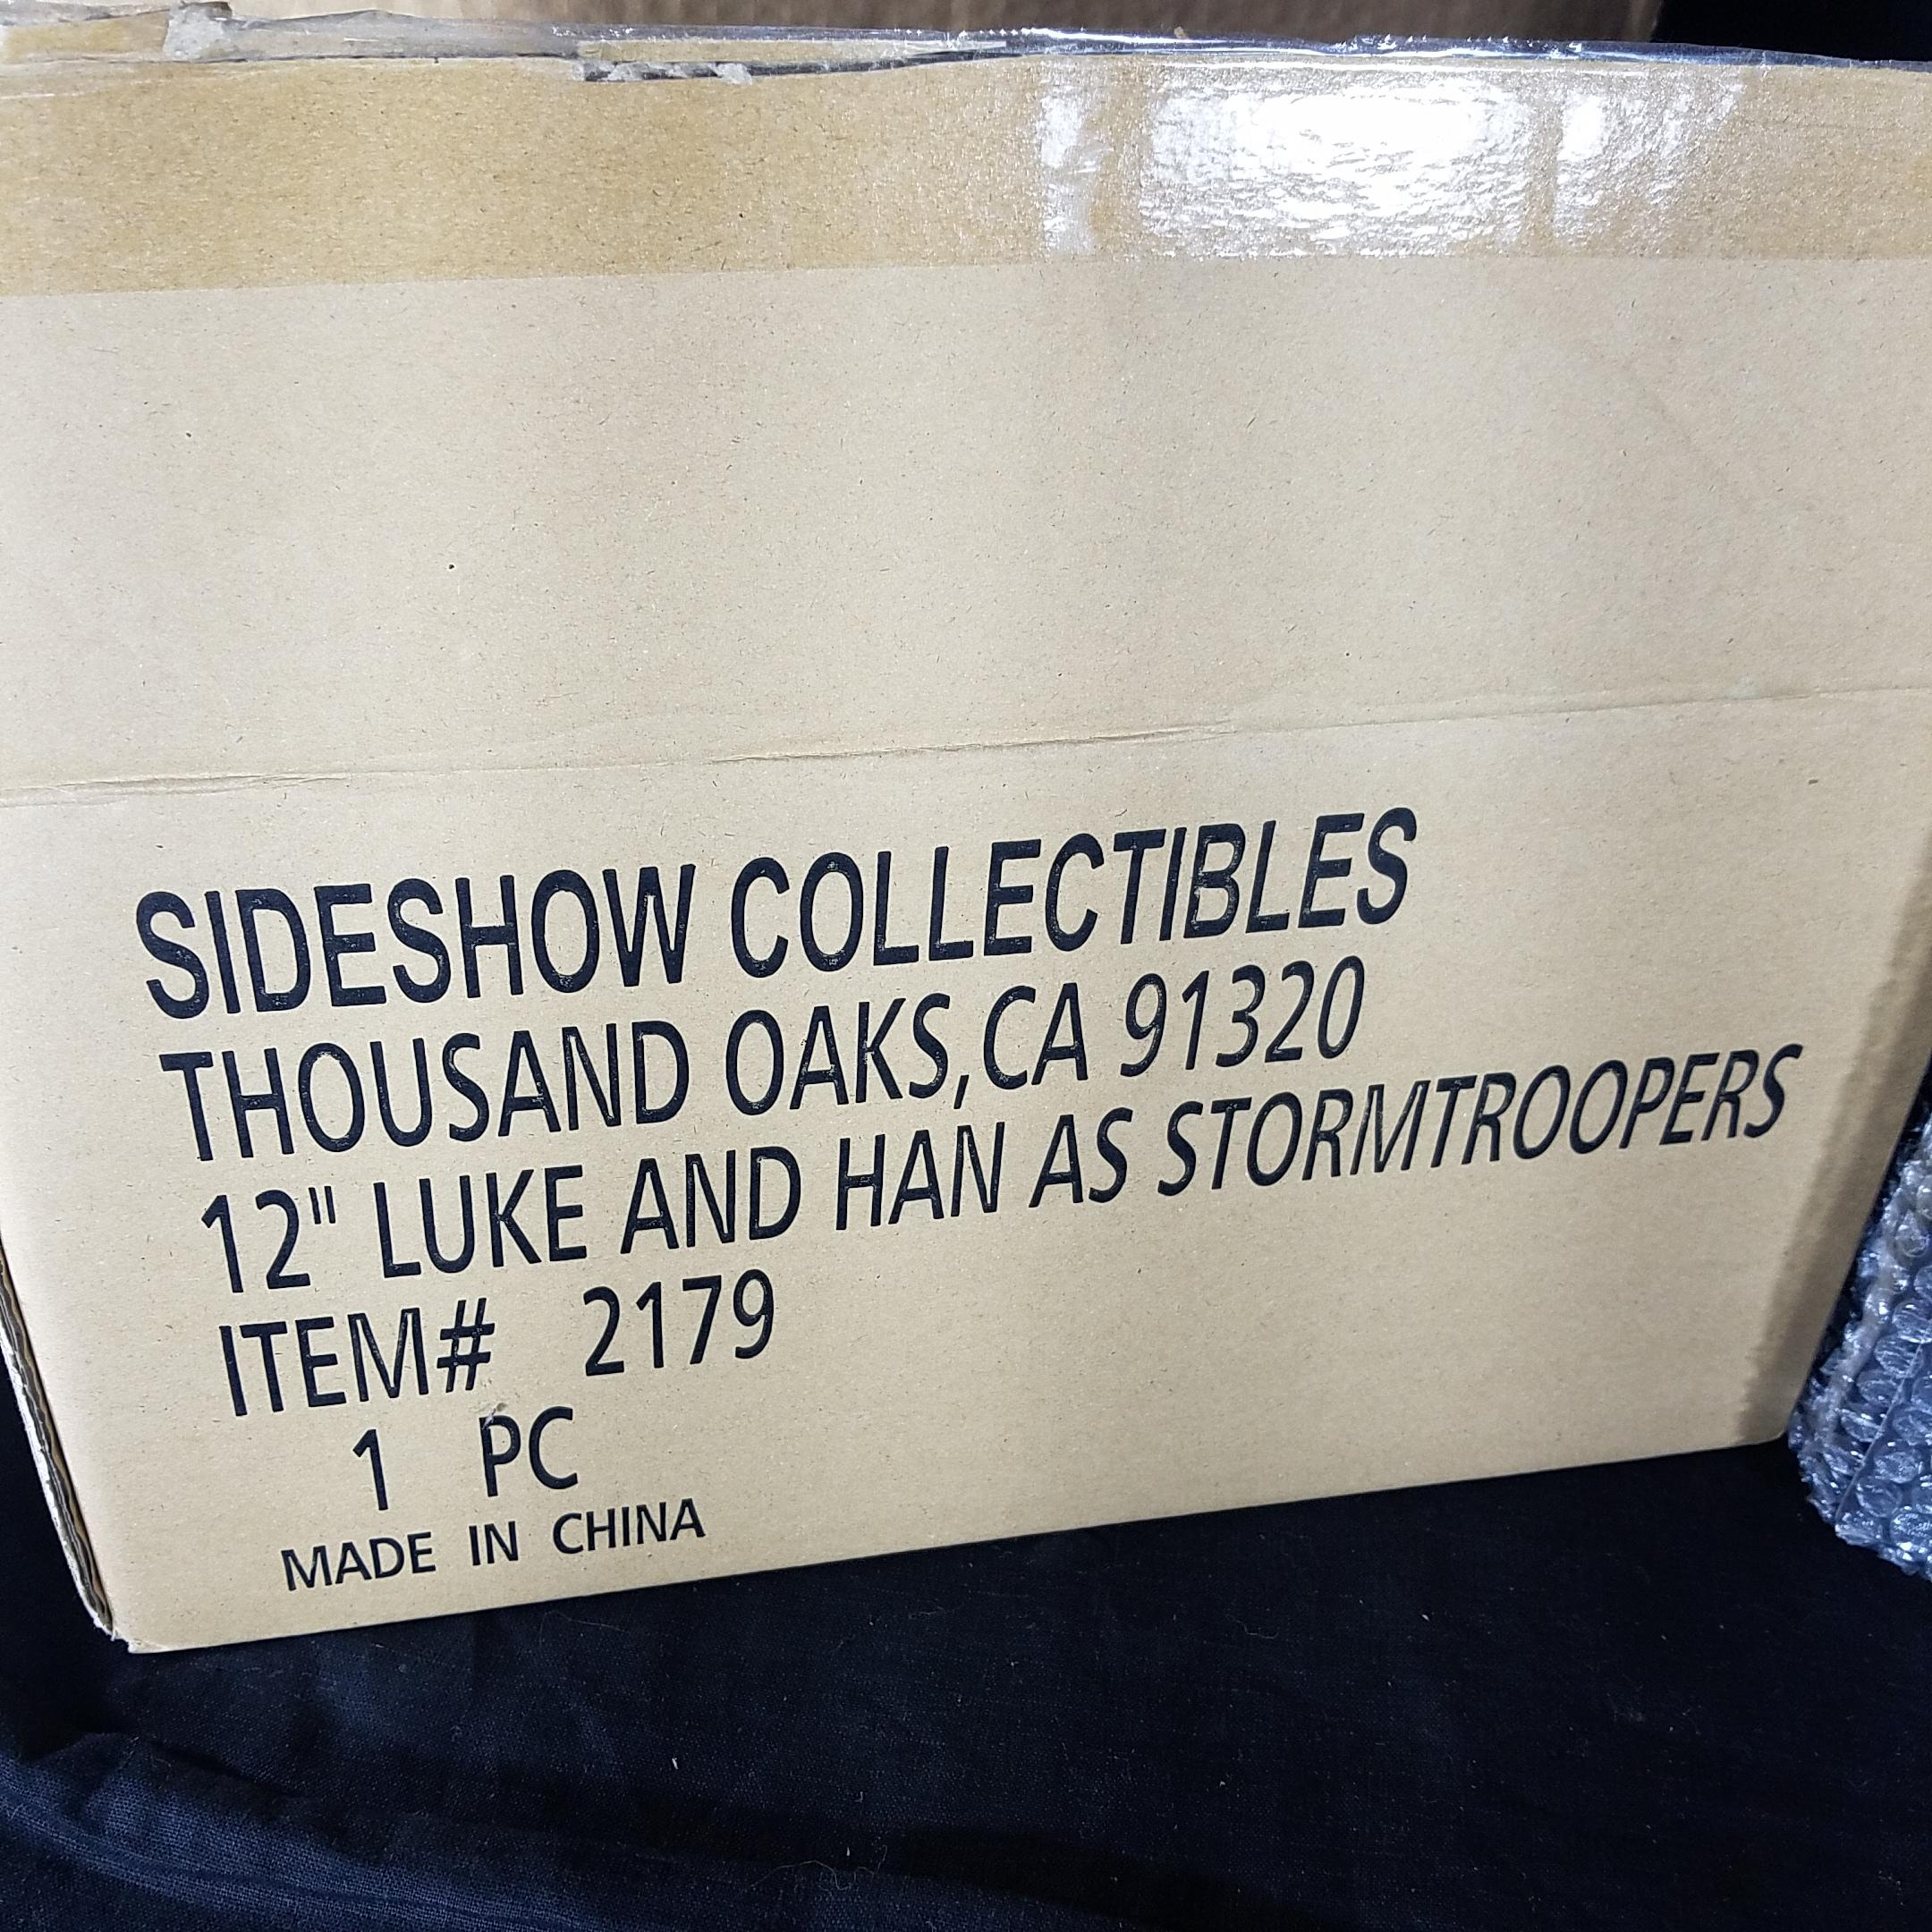 SIDESHOW COLLECTIBLES
THOUSAND OAKS,CA 91320
12" LUKE AND HAN AS STORMTROOPERS
ITEM# 2179
1 PC
MADE IN CHINA